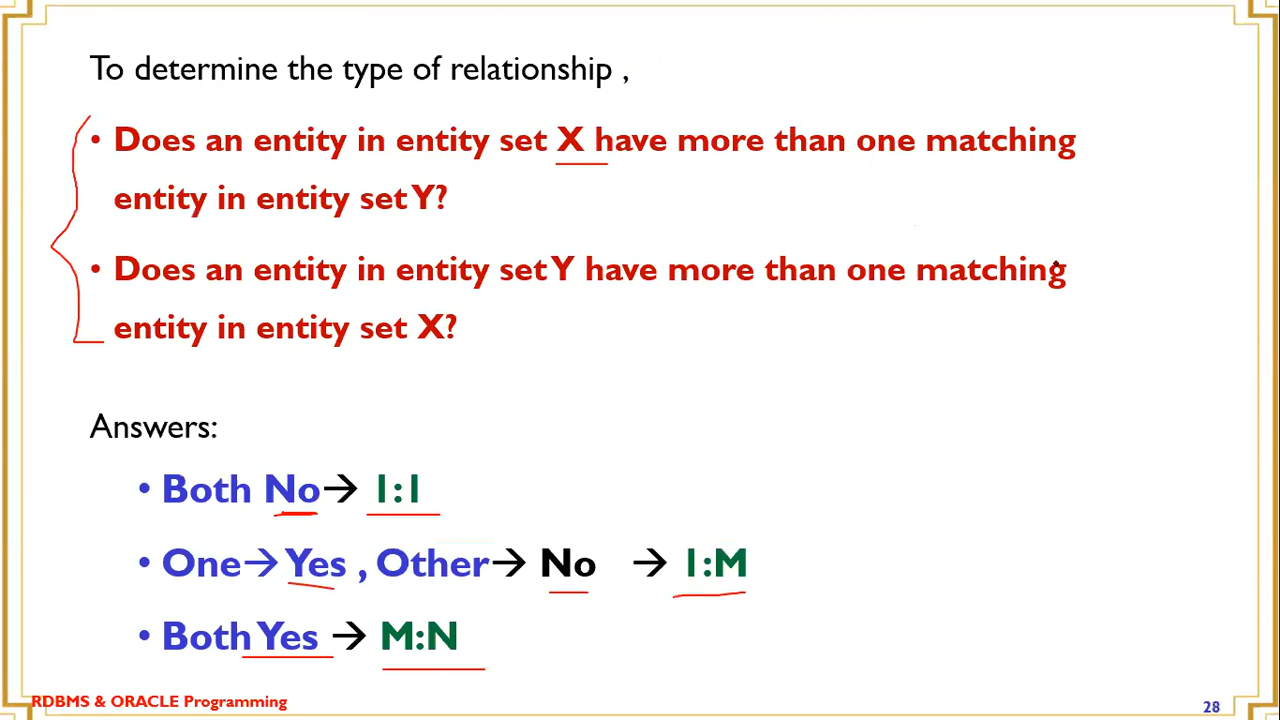 To determine the type of relationship ,
• Does an entity in entity set X have more than one matching
entity in entity set Y?
• Does an entity in entity set Y have more than one matching
entity in entity set X?
Answers:
• Both No→ 1:1
• One→Yes , Other→ No → 1:M
• Both Yes → M:N
RDBMS & ORACLE Programming
28